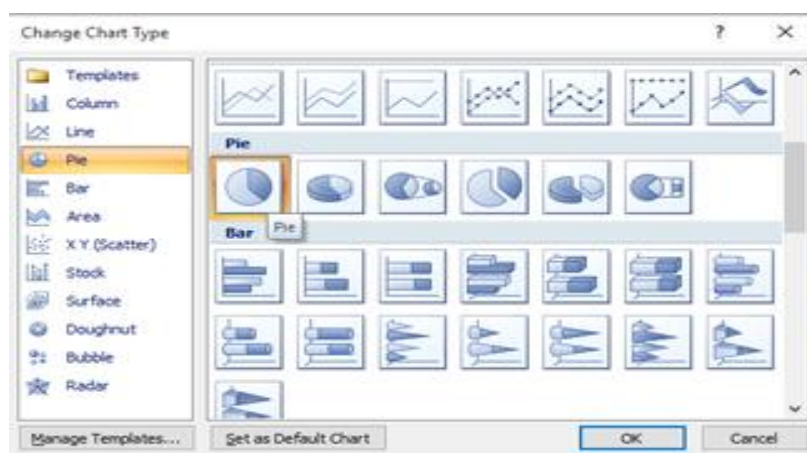 Change Chart Type
?
Templates
Column
Line
Pie
Bar
Area
X Y (Scatter)
Stock
Surface
Doughnut
Bubble
Radar
Pie
Pie
Bar
Manage Templates...
Set as Default Chart
OK
Cancel